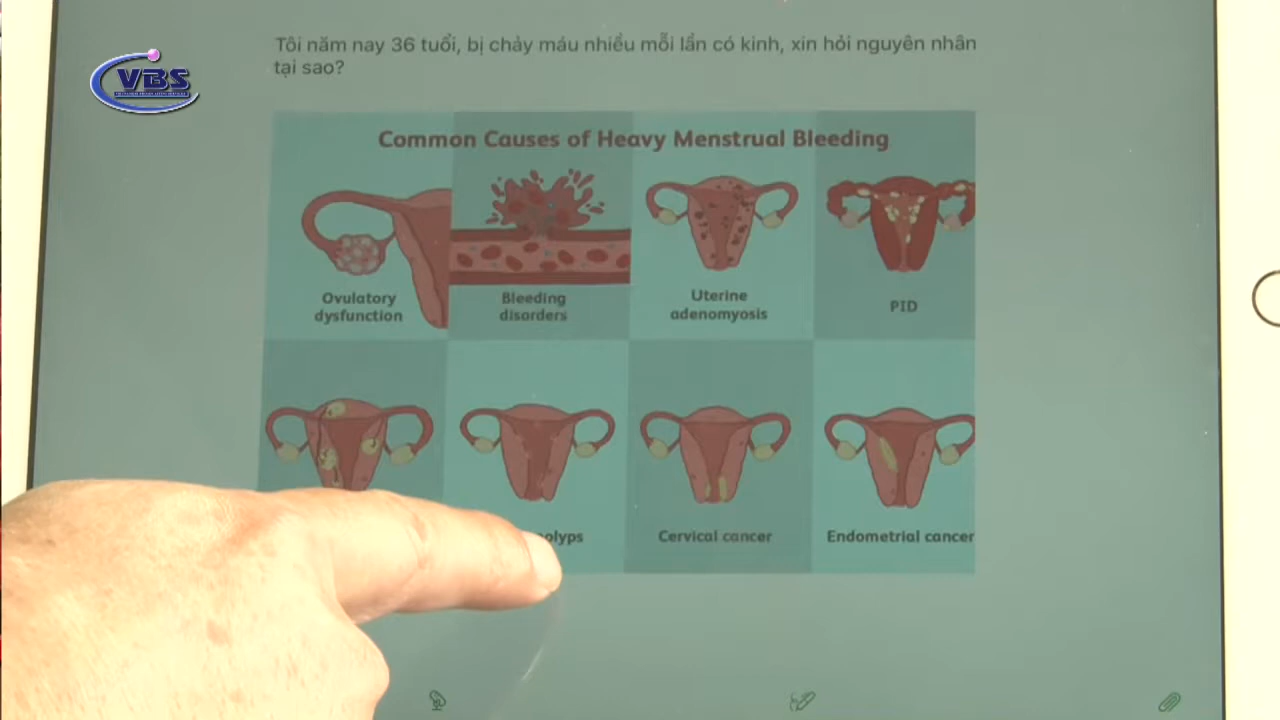 Tôi năm nay 36 tuổi, bị chảy máu nhiều mỗi lần có kinh, xin hỏi nguyên nhân
tại sao?
VBS
Common Causes of Heavy Menstrual Bleeding
Ovulatory
dysfunction
Bleeding
disorders
Uterine
adenomyosis
PID
Cervical cancer
Endometrial cancer